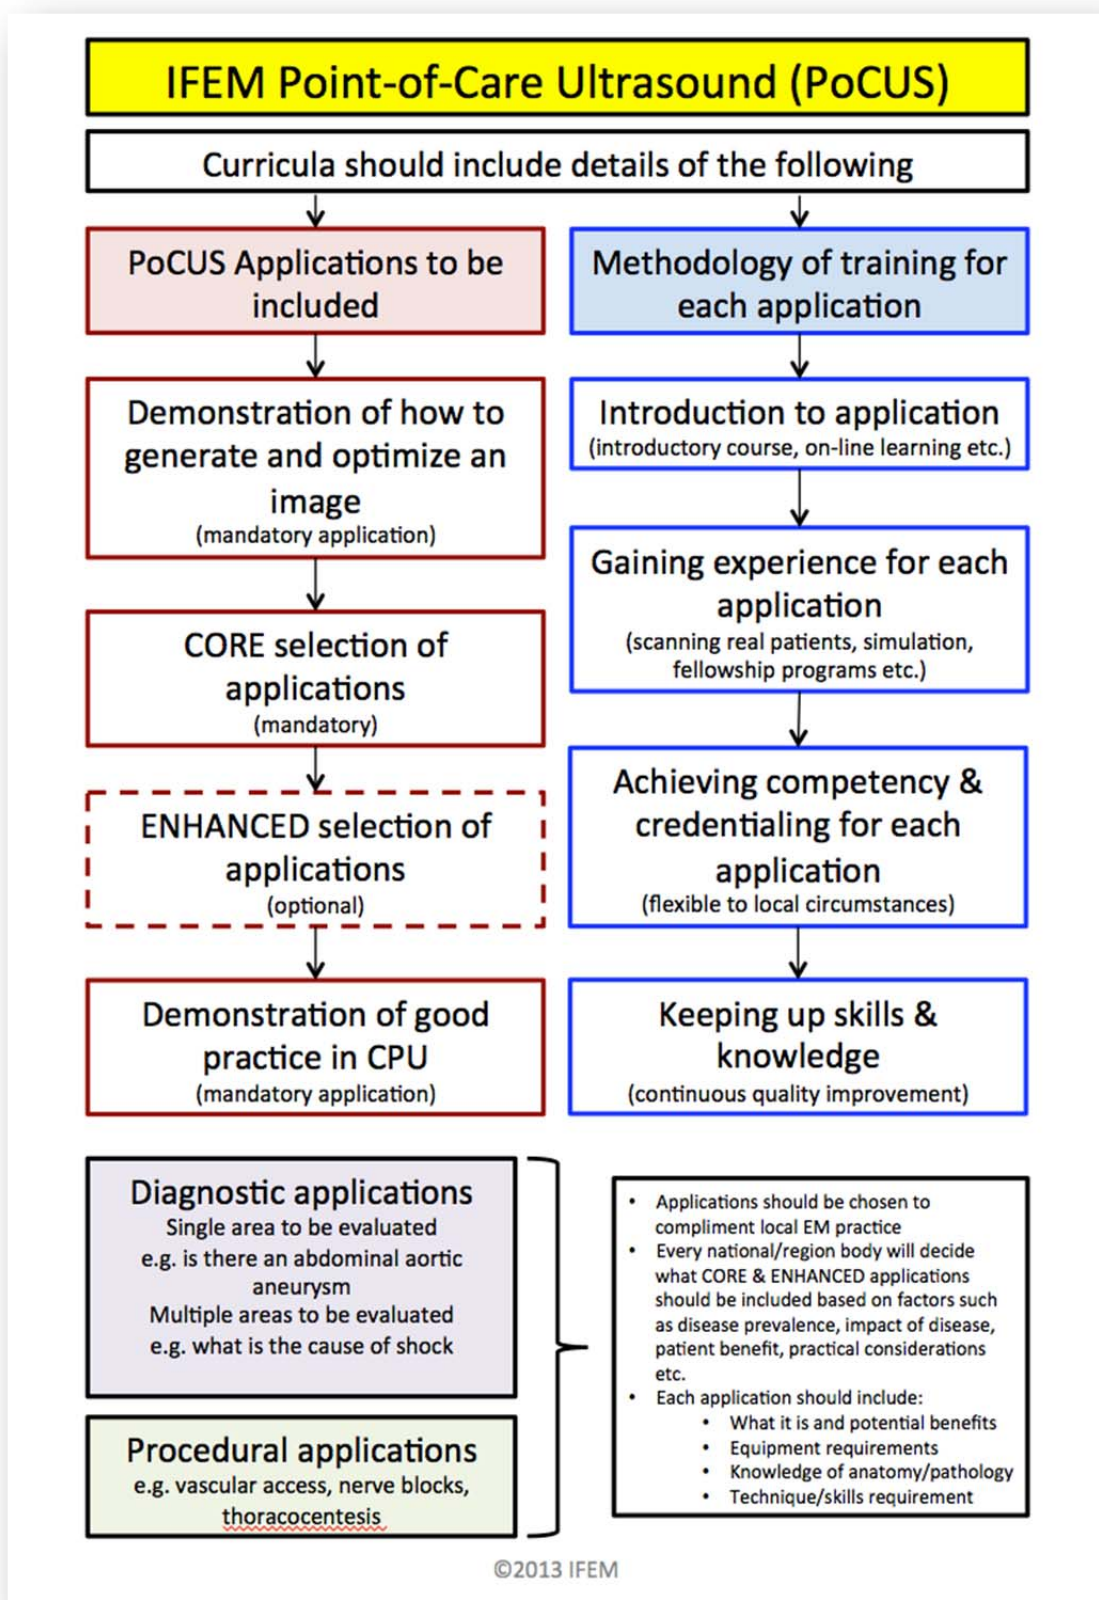 IFEM Point-of-Care Ultrasound (PoCUS)
Curricula should include details of the following
PoCUS Applications to be
included
Demonstration of how to
generate and optimize an
image
(mandatory application)
CORE selection of
applications
(mandatory)
ENHANCED selection of
applications
(optional)
Demonstration of good
practice in CPU
(mandatory application)
Methodology of training for
each application
Introduction to application
(introductory course, on-line learning etc.)
Gaining experience for each
application
(scanning real patients, simulation,
fellowship programs etc.)
Achieving competency &
credentialing for each
application
(flexible to local circumstances)
Keeping up skills &
knowledge
(continuous quality improvement)
Diagnostic applications
Single area to be evaluated
e.g. is there an abdominal aortic
aneurysm
Multiple areas to be evaluated
e.g. what is the cause of shock
Procedural applications
e.g. vascular access, nerve blocks,
thoracocentesis
• Applications should be chosen to
compliment local EM practice
• Every national/region body will decide
what CORE & ENHANCED applications
should be included based on factors such
as disease prevalence, impact of disease,
patient benefit, practical considerations
etc.
• Each application should include:
• What it is and potential benefits
• Equipment requirements
• Knowledge of anatomy/pathology
• Technique/skills requirement
©2013 IFEM